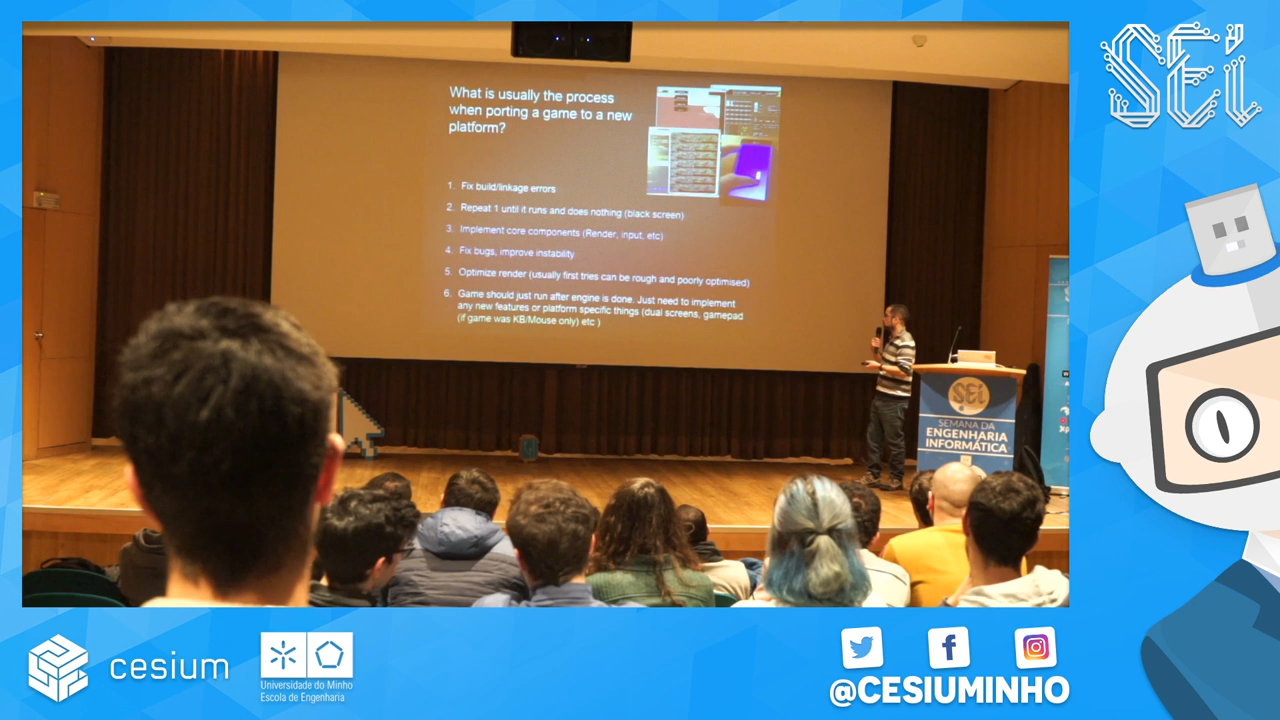 SEi
What is usually the process
when porting a game to a new
platform?
1. Fix build/linkage errors
2. Repeat 1 until it runs and does nothing (black screen)
3. Implement core components (Render, input, etc)
4. Fix bugs, improve instability
5. Optimize render (usually first tries can be rough and poorly optimised)
6. Game should just run after engine is done. Just need to implement
any new features or platform specific things (dual screens, gamepad
(if game was KB/Mouse only) etc )
SEi
SEMANA DA
ENGENHARIA
INFORMÁTICA
cesium
Universidade do Minho
Escola de Engenharia
@CESIUMINHO